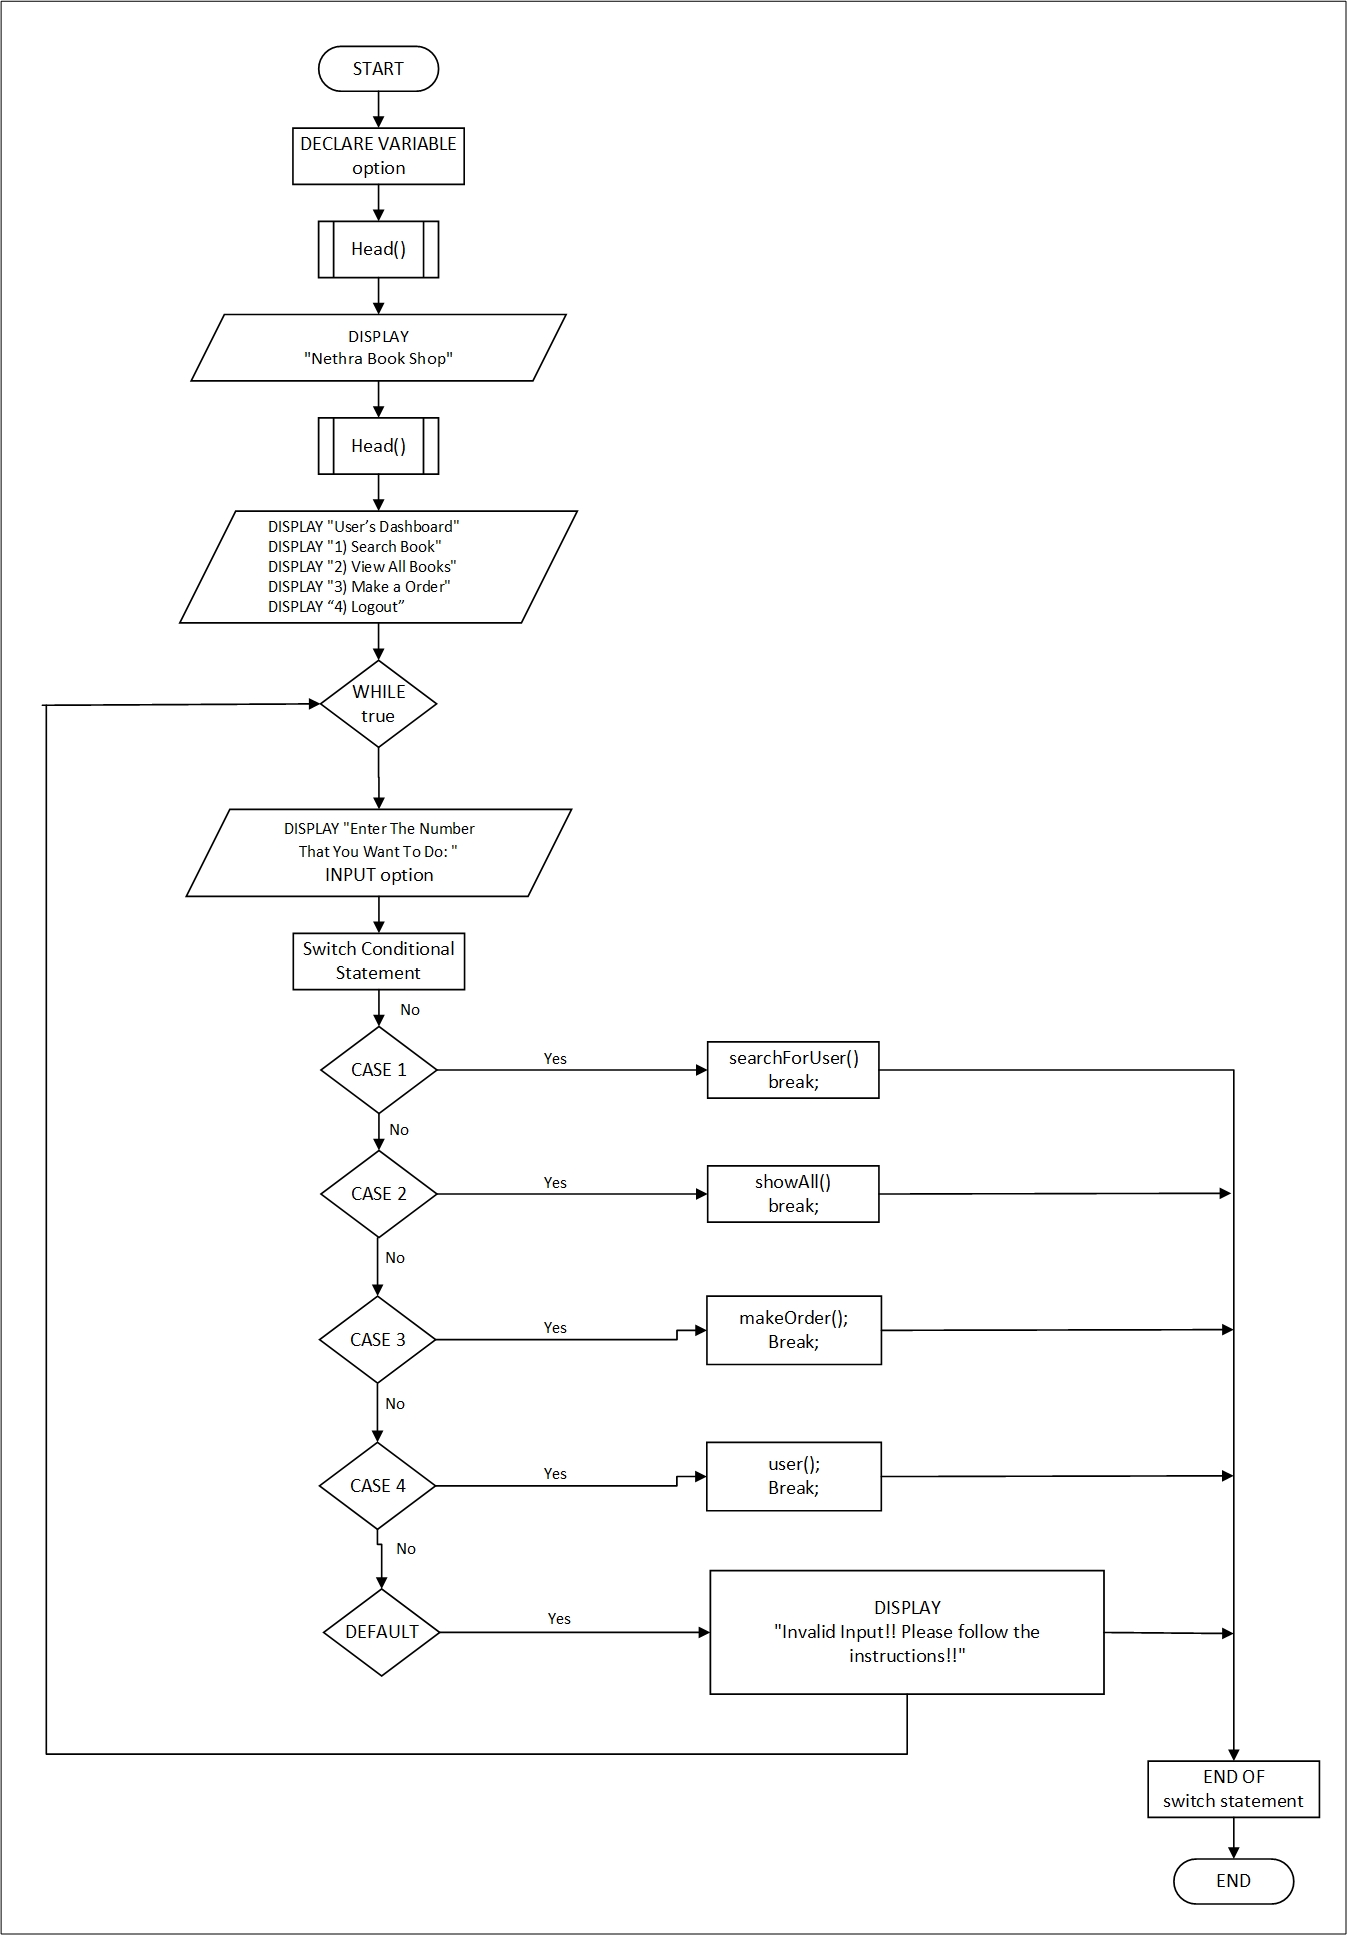 START
DECLARE VARIABLE
option
Head()
DISPLAY
"Nethra Book Shop"
Head()
DISPLAY "User’s Dashboard"
DISPLAY "1) Search Book"
DISPLAY "2) View All Books"
DISPLAY "3) Make a Order"
DISPLAY “4) Logout”
WHILE
true
DISPLAY "Enter The Number
That You Want To Do: "
INPUT option
Switch Conditional
Statement
No
CASE 1
Yes
searchForUser()
break;
No
CASE 2
Yes
showAll()
break;
No
CASE 3
Yes
makeOrder();
Break;
No
CASE 4
Yes
user();
Break;
No
DEFAULT
Yes
DISPLAY
"Invalid Input!! Please follow the
instructions!!"
END OF
switch statement
END